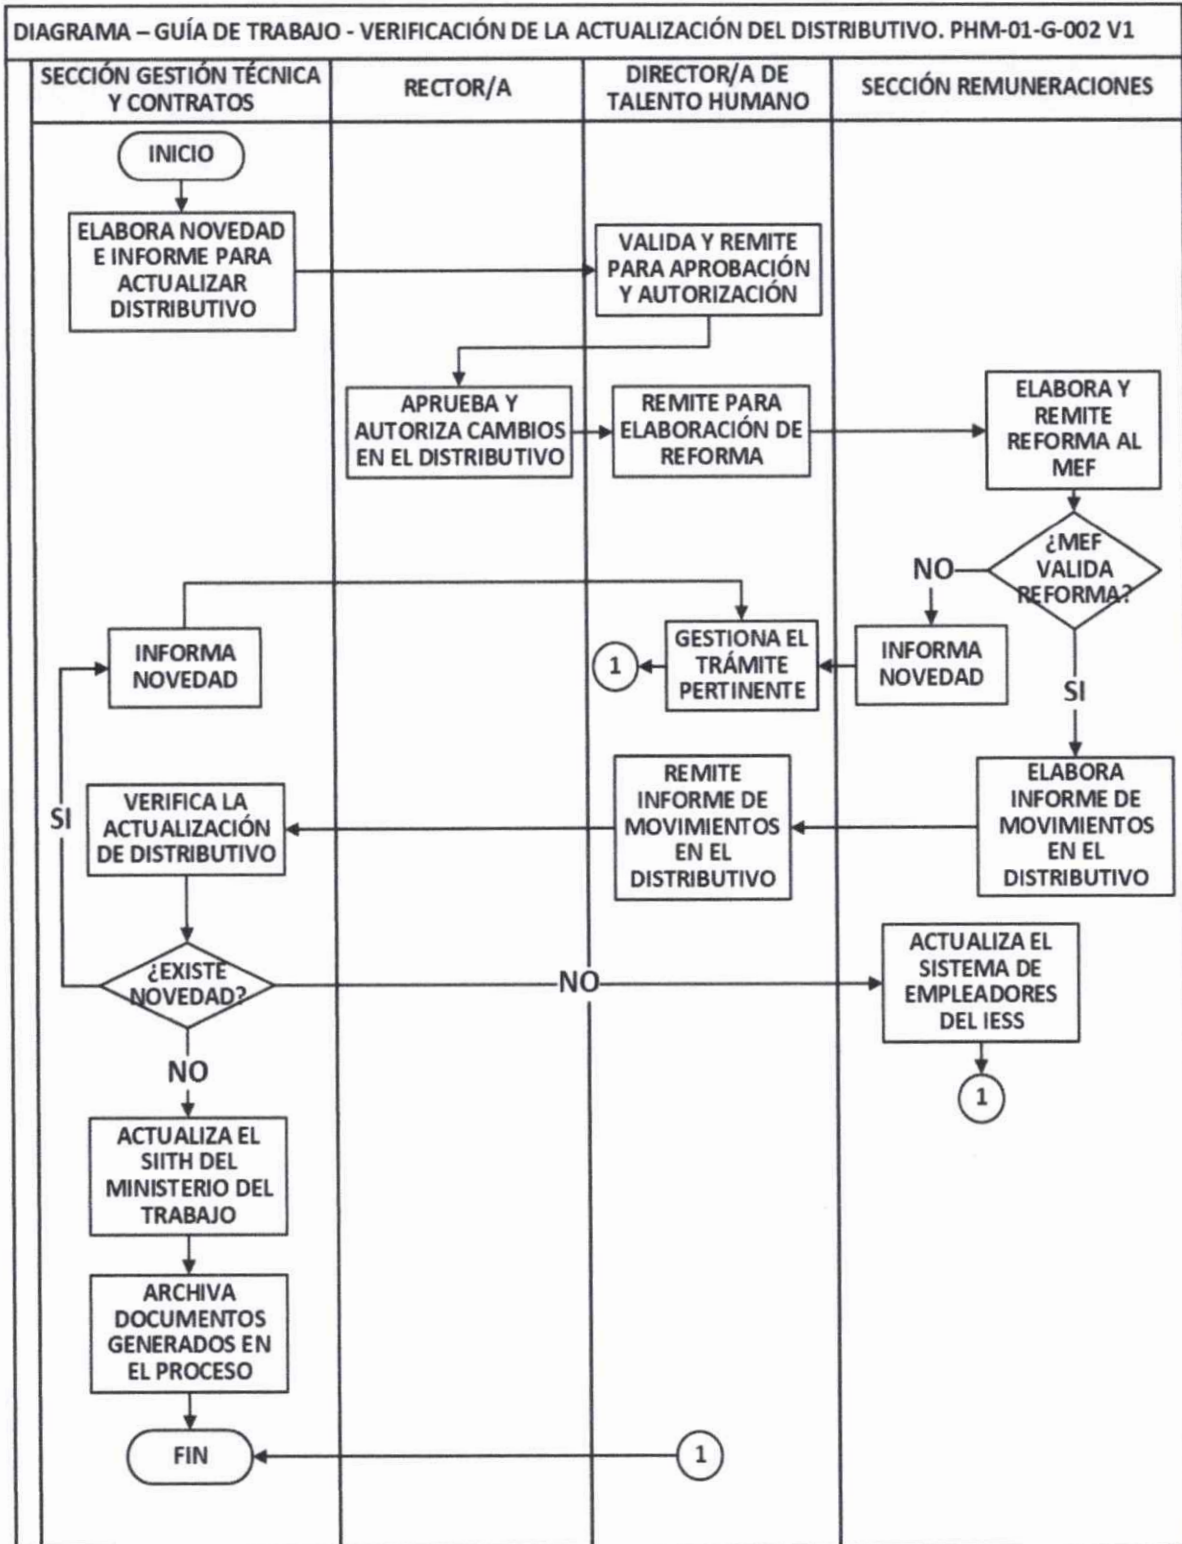 DIAGRAMA – GUÍA DE TRABAJO - VERIFICACIÓN DE LA ACTUALIZACIÓN DEL DISTRIBUTIVO. PHM-01-G-002 V1
SECCIÓN GESTIÓN TÉCNICA
Y CONTRATOS
RECTOR/A
DIRECTOR/A DE
TALENTO HUMANO
SECCIÓN REMUNERACIONES
INICIO
ELABORA NOVEDAD
E INFORME PARA
ACTUALIZAR
DISTRIBUTIVO
VALIDA Y REMITE
PARA APROBACIÓN
Y AUTORIZACIÓN
APRUEBA Y
AUTORIZA CAMBIOS
EN EL DISTRIBUTIVO
REMITE PARA
ELABORACIÓN DE
REFORMA
ELABORA Y
REMITE
REFORMA AL
MEF
¿MEF
VALIDA
REFORMA?
NO
SI
INFORMA
NOVEDAD
1
GESTIONA EL
TRÁMITE
PERTINENTE
INFORMA
NOVEDAD
SI
VERIFICA LA
ACTUALIZACIÓN
DE DISTRIBUTIVO
REMITE
INFORME DE
MOVIMIENTOS
EN EL
DISTRIBUTIVO
ELABORA
INFORME DE
MOVIMIENTOS
EN EL
DISTRIBUTIVO
¿EXISTE
NOVEDAD?
NO
ACTUALIZA EL
SISTEMA DE
EMPLEADORES
DEL IESS
1
NO
ACTUALIZA EL
SIITH DEL
MINISTERIO DEL
TRABAJO
ARCHIVA
DOCUMENTOS
GENERADOS EN
EL PROCESO
FIN
1